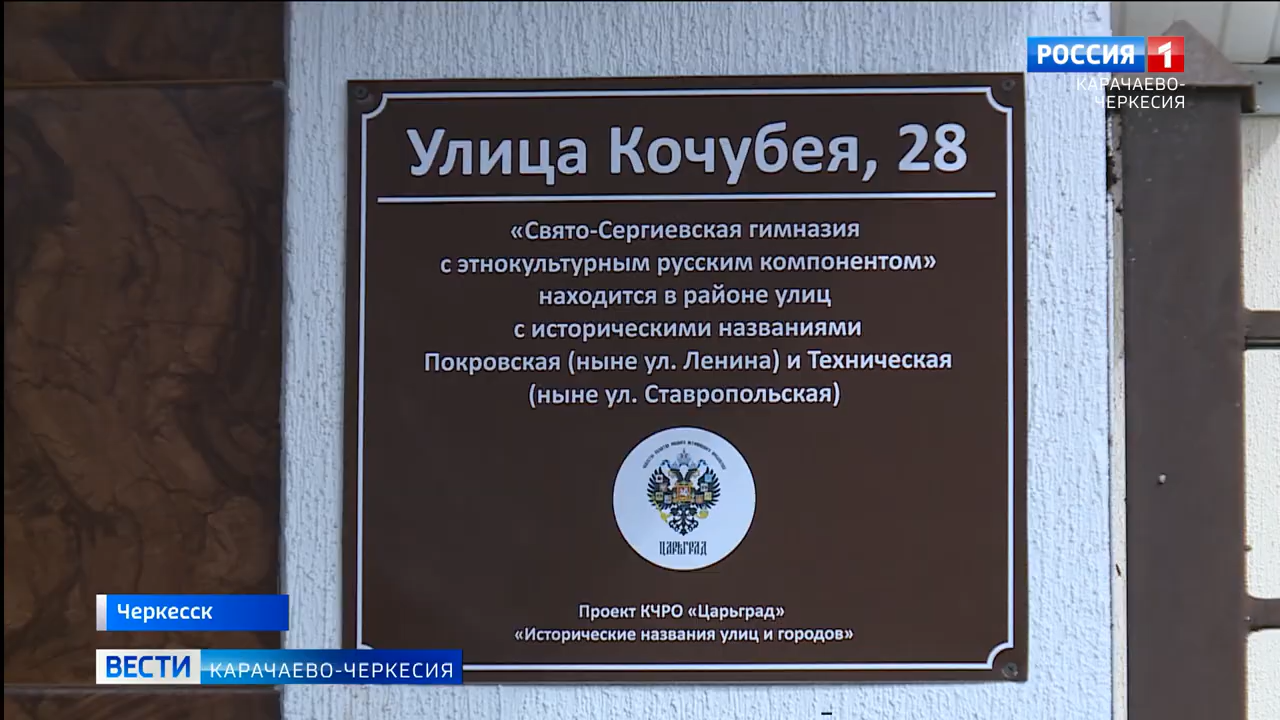 РОССИЯ 1
КАРАЧАЕВО-
ЧЕРКЕСИЯ
Улица Кочубея, 28
«Свято-Сергиевская гимназия
с этнокультурным русским компонентом»
находится в районе улиц
с историческими названиями
Покровская (ныне ул. Ленина) и Техническая
(ныне ул. Ставропольская)
ЦАРЬГРАД
Проект КЧРО «Царьград»
«Исторические названия улиц и городов»
Черкесск
ВЕСТИ КАРАЧАЕВО-ЧЕРКЕСИЯ